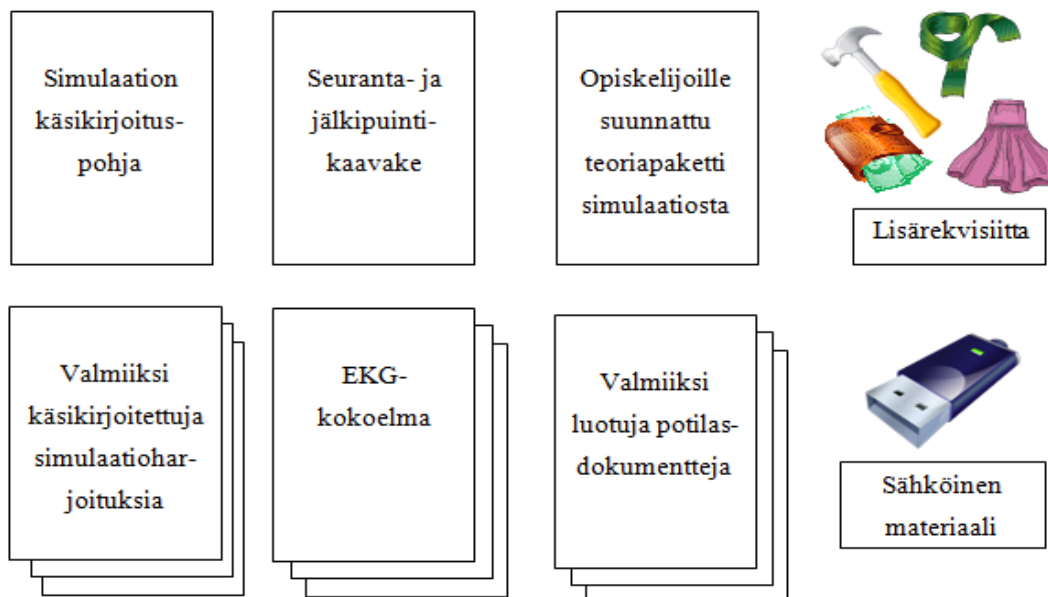 Simulaation
käsikirjoitus-
pohja
Seuranta- ja
jälkipuinti-
kaavake
Opiskelijoille
suunnattu
teoriapaketti
simulaatiosta
Lisärekvisiitta
Valmiiksi
käsikirjoitettuja
simulaatiohar-
joituksia
EKG-
kokoelma
Valmiiksi
luotuja potilas-
dokumentteja
Sähköinen
materiaali